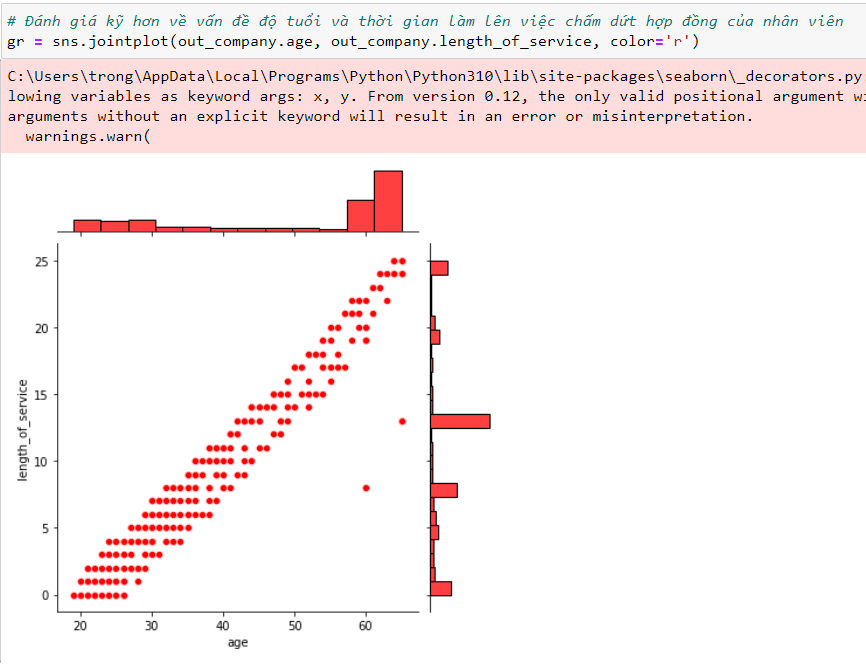 # Đánh giá kỹ hơn về vấn đề độ tuổi và thời gian làm lên việc chấm dứt hợp đồng của nhân viên
gr = sns.jointplot(out_company.age, out_company.length_of_service, color='r')
C:\Users\trong\AppData\Local\Programs\Python\Python310\lib\site-packages\seaborn\_decorators.py
lowing variables as keyword args: x, y. From version 0.12, the only valid positional argument wi
arguments without an explicit keyword will result in an error or misinterpretation.
warnings.warn(
25
20
15
10
5
0
length_of_service
20 30 40 50 60
age